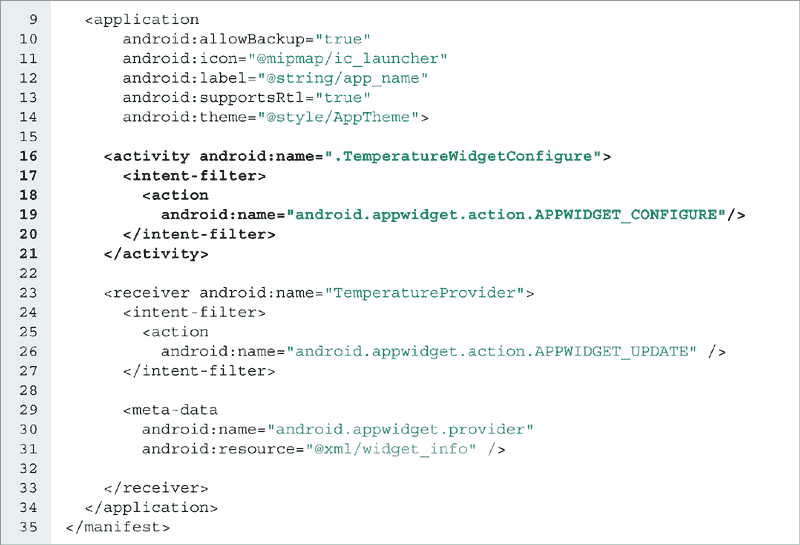 9 <application
10 android:allowBackup="true"
11 android:icon="@mipmap/ic_launcher"
12 android:label="@string/app_name"
13 android:supportsRtl="true"
14 android:theme="@style/AppTheme">
15
16 <activity android:name=".TemperatureWidgetConfigure">
17 <intent-filter>
18 <action
19 android:name="android.appwidget.action.APPWIDGET_CONFIGURE"/>
20 </intent-filter>
21 </activity>
22
23 <receiver android:name="TemperatureProvider">
24 <intent-filter>
25 <action
26 android:name="android.appwidget.action.APPWIDGET_UPDATE" />
27 </intent-filter>
28
29 <meta-data
30 android:name="android.appwidget.provider"
31 android:resource="@xml/widget_info" />
32
33 </receiver>
34 </application>
35 </manifest>